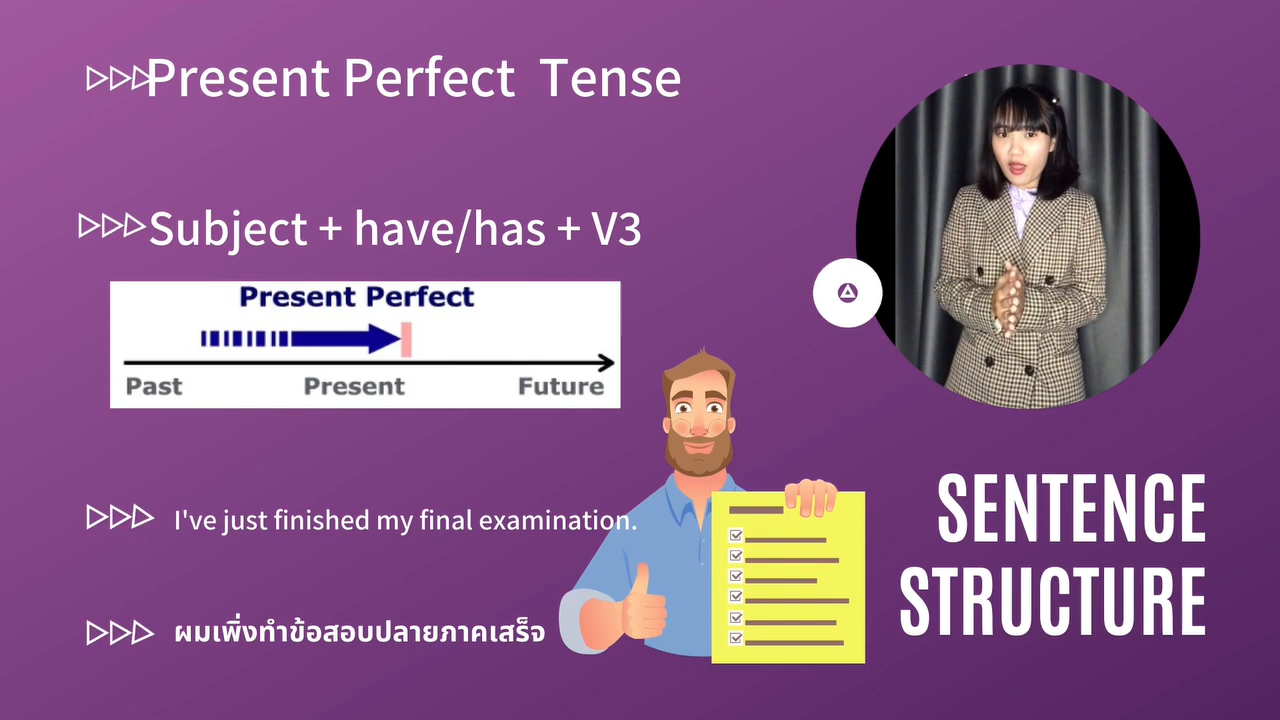 Present Perfect Tense
Subject + have/has + V3
Present Perfect
Past Present Future
I've just finished my final examination.
ผมเพิ่งทำข้อสอบปลายภาคเสร็จ
SENTENCE
STRUCTURE